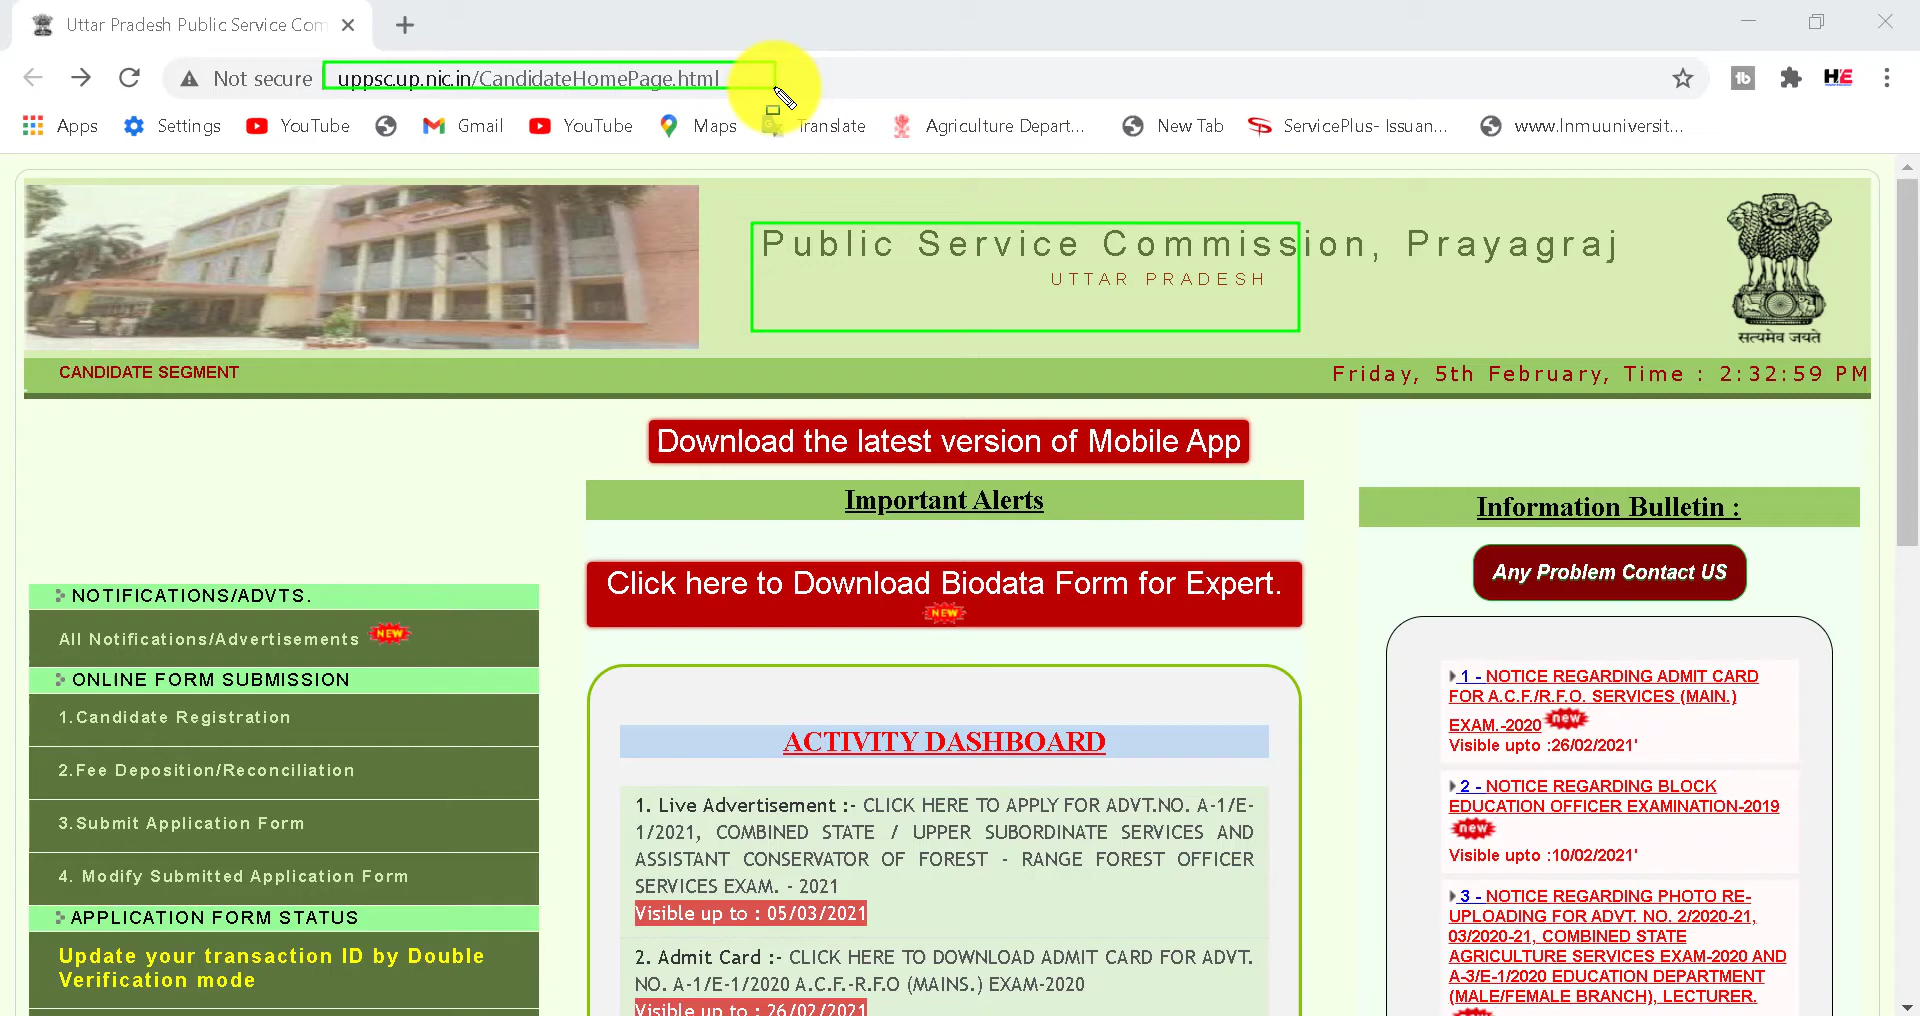 Uttar Pradesh Public Service Com
Not secure
uppsc.up.nic.in/CandidateHomePage.html
Apps
Settings
YouTube
Gmail
YouTube
Maps
Translate
Agriculture Depart...
New Tab
ServicePlus- Issuan...
www.lnmuuniversit...
Public Service Commission, Prayagraj
UTTAR PRADESH
सत्यमेव जयते
CANDIDATE SEGMENT
Friday, 5th February, Time : 2:32:59 PM
Download the latest version of Mobile App
Important Alerts
Click here to Download Biodata Form for Expert.
NEW
NOTIFICATIONS/ADVTS.
All Notifications/Advertisements NEW
ONLINE FORM SUBMISSION
1.Candidate Registration
2.Fee Deposition/Reconciliation
3.Submit Application Form
4. Modify Submitted Application Form
APPLICATION FORM STATUS
Update your transaction ID by Double
Verification mode
ACTIVITY DASHBOARD
1. Live Advertisement :- CLICK HERE TO APPLY FOR ADVT.NO. A-1/E-
1/2021, COMBINED STATE / UPPER SUBORDINATE SERVICES AND
ASSISTANT CONSERVATOR OF FOREST - RANGE FOREST OFFICER
SERVICES EXAM. - 2021
Visible up to : 05/03/2021
2. Admit Card :- CLICK HERE TO DOWNLOAD ADMIT CARD FOR ADVT.
NO. A-1/E-1/2020 A.C.F.-R.F.O (MAINS.) EXAM-2020
Visible up to : 26/02/2021
Information Bulletin :
Any Problem Contact US
1 - NOTICE REGARDING ADMIT CARD
FOR A.C.F./R.F.O. SERVICES (MAIN.)
EXAM.-2020 new
Visible upto :26/02/2021'
2 - NOTICE REGARDING BLOCK
EDUCATION OFFICER EXAMINATION-2019
new
Visible upto :10/02/2021'
3 - NOTICE REGARDING PHOTO RE-
UPLOADING FOR ADVT. NO. 2/2020-21,
03/2020-21, COMBINED STATE
AGRICULTURE SERVICES EXAM-2020 AND
A-3/E-1/2020 EDUCATION DEPARTMENT
(MALE/FEMALE BRANCH), LECTURER.